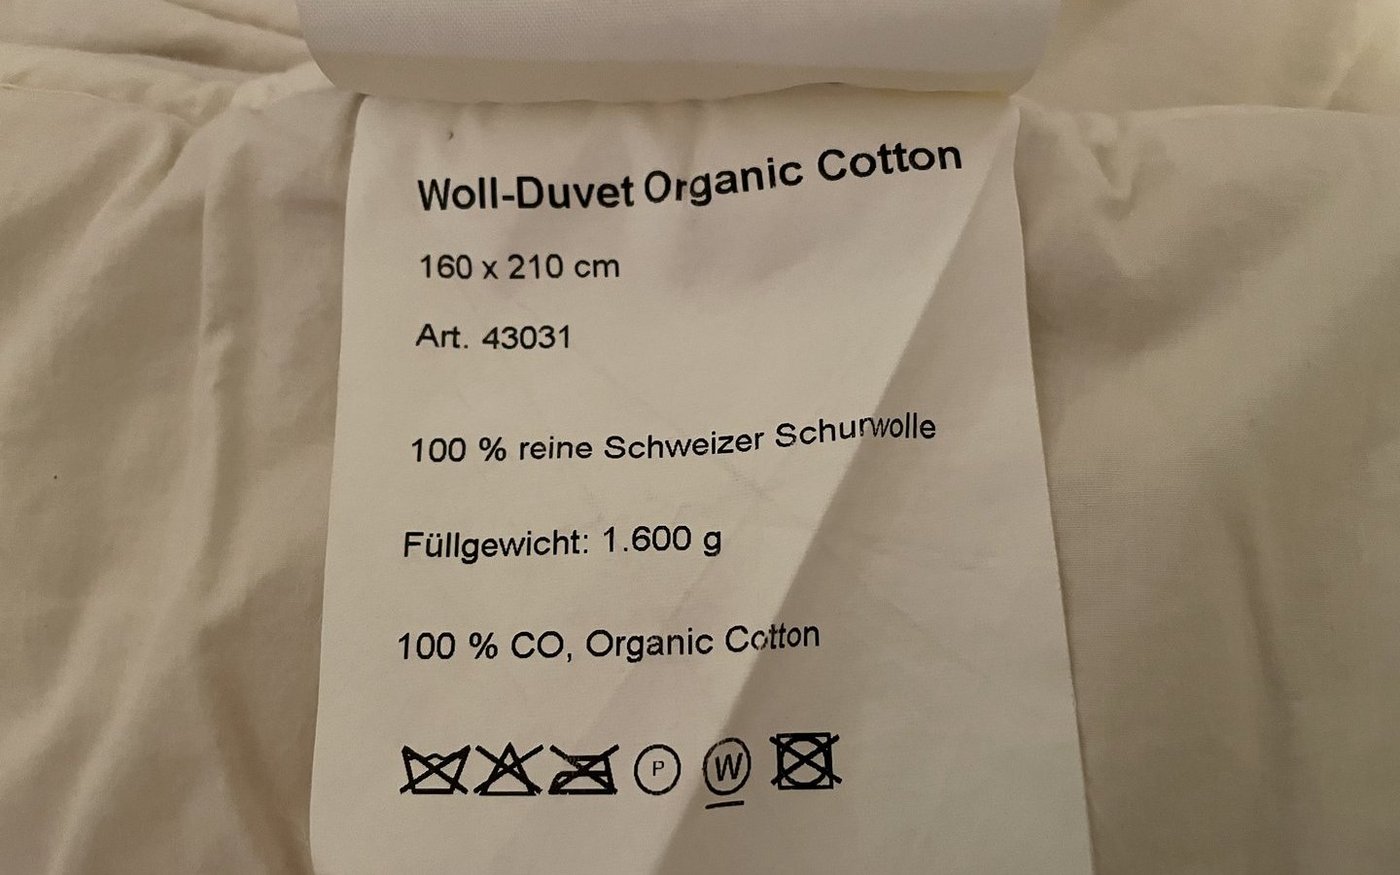 Woll-Duvet Organic Cotton
160 x 210 cm
Art. 43031
100 % reine Schweizer Schurwolle
Füllgewicht: 1.600 g
100 % CO, Organic Cotton
P W